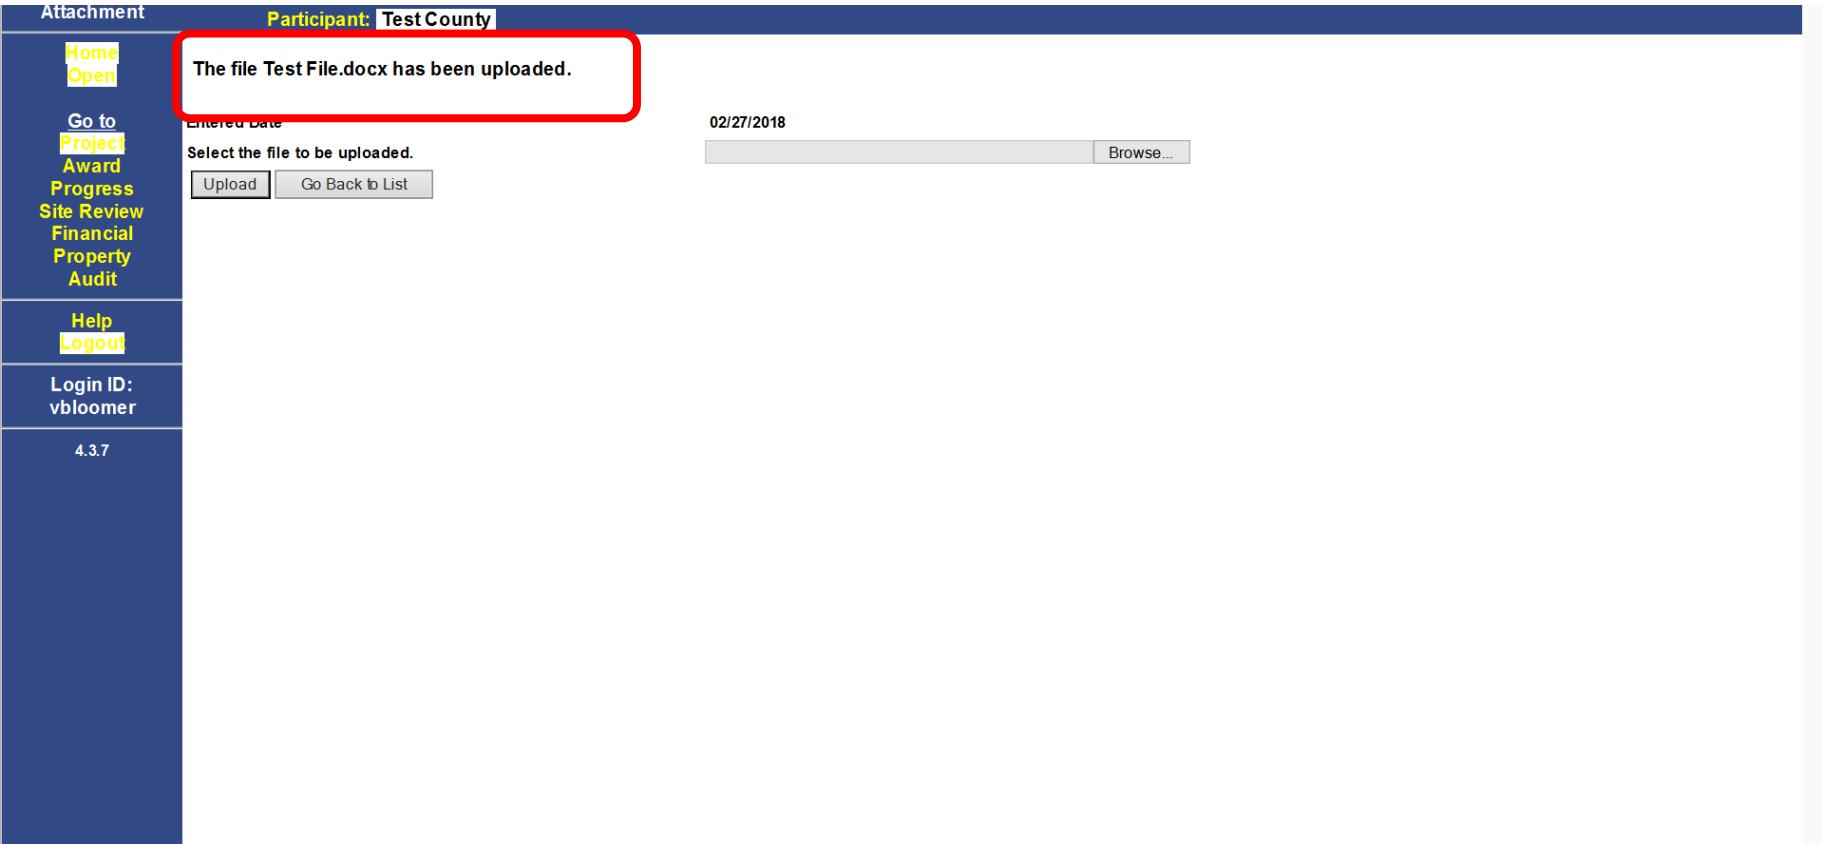 Attachment
Participant: Test County
Home
Open
The file Test File.docx has been uploaded.
Go to
Project
Award
Progress
Site Review
Financial
Property
Audit
Entered Date 02/27/2018
Select the file to be uploaded. Browse...
Upload Go Back to List
Help
Logout
Login ID:
vbloomer
4.3.7